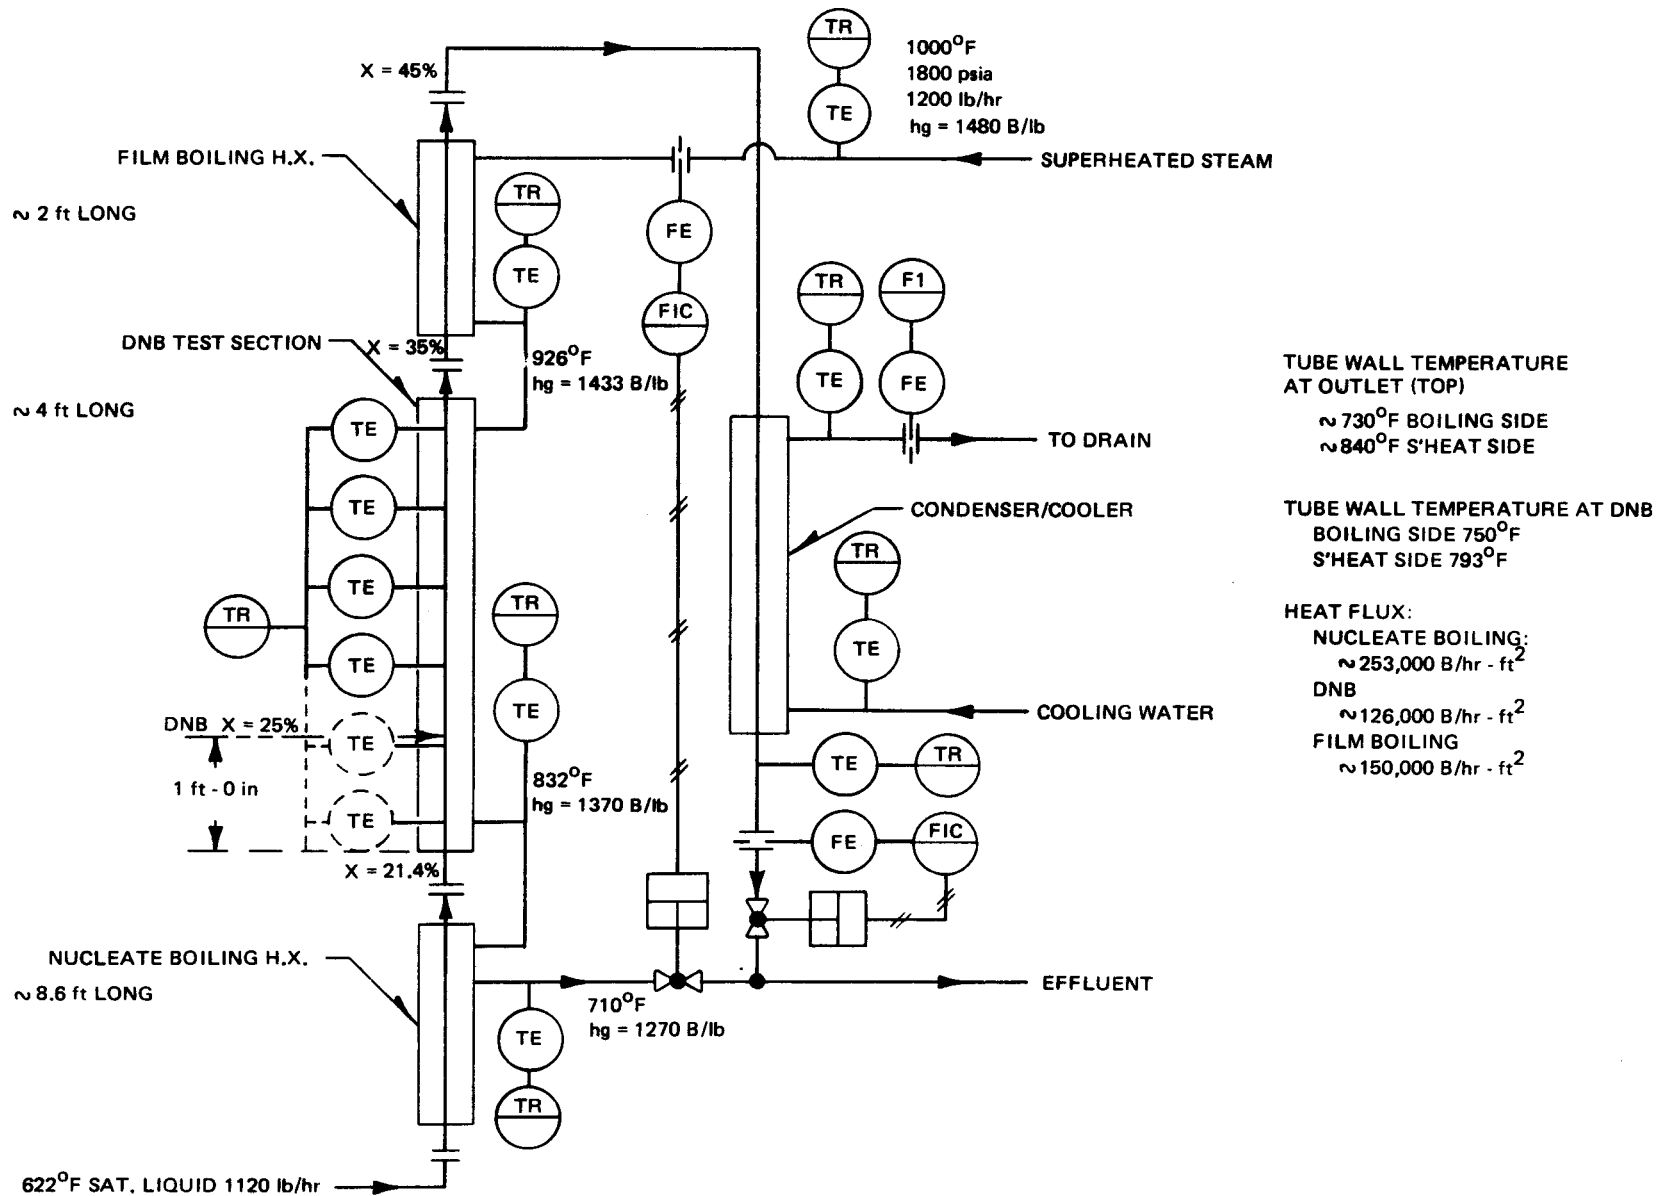 TR
1000°F
1800 psia
1200 lb/hr
hg = 1480 B/lb
TE
X = 45%
FILM BOILING H.X.
~ 2 ft LONG
SUPERHEATED STEAM
TR
TE
FE
FIC
TR
F1
TE
FE
DNB TEST SECTION
X = 35%
926°F
hg = 1433 B/lb
~ 4 ft LONG
TE
TE
TE
TE
TE
TE
TR
DNB X = 25%
1 ft - 0 in
TO DRAIN
CONDENSER/COOLER
TR
TE
COOLING WATER
TR
TE
832°F
hg = 1370 B/lb
TE
TR
FE
FIC
X = 21.4%
NUCLEATE BOILING H.X.
~ 8.6 ft LONG
710°F
hg = 1270 B/lb
EFFLUENT
TE
TR
622°F SAT. LIQUID 1120 lb/hr
TUBE WALL TEMPERATURE
AT OUTLET (TOP)
~730°F BOILING SIDE
~840°F S'HEAT SIDE
TUBE WALL TEMPERATURE AT DNB
BOILING SIDE 750°F
S'HEAT SIDE 793°F
HEAT FLUX:
NUCLEATE BOILING:
~253,000 B/hr - ft²
DNB
~126,000 B/hr - ft²
FILM BOILING
~150,000 B/hr - ft²